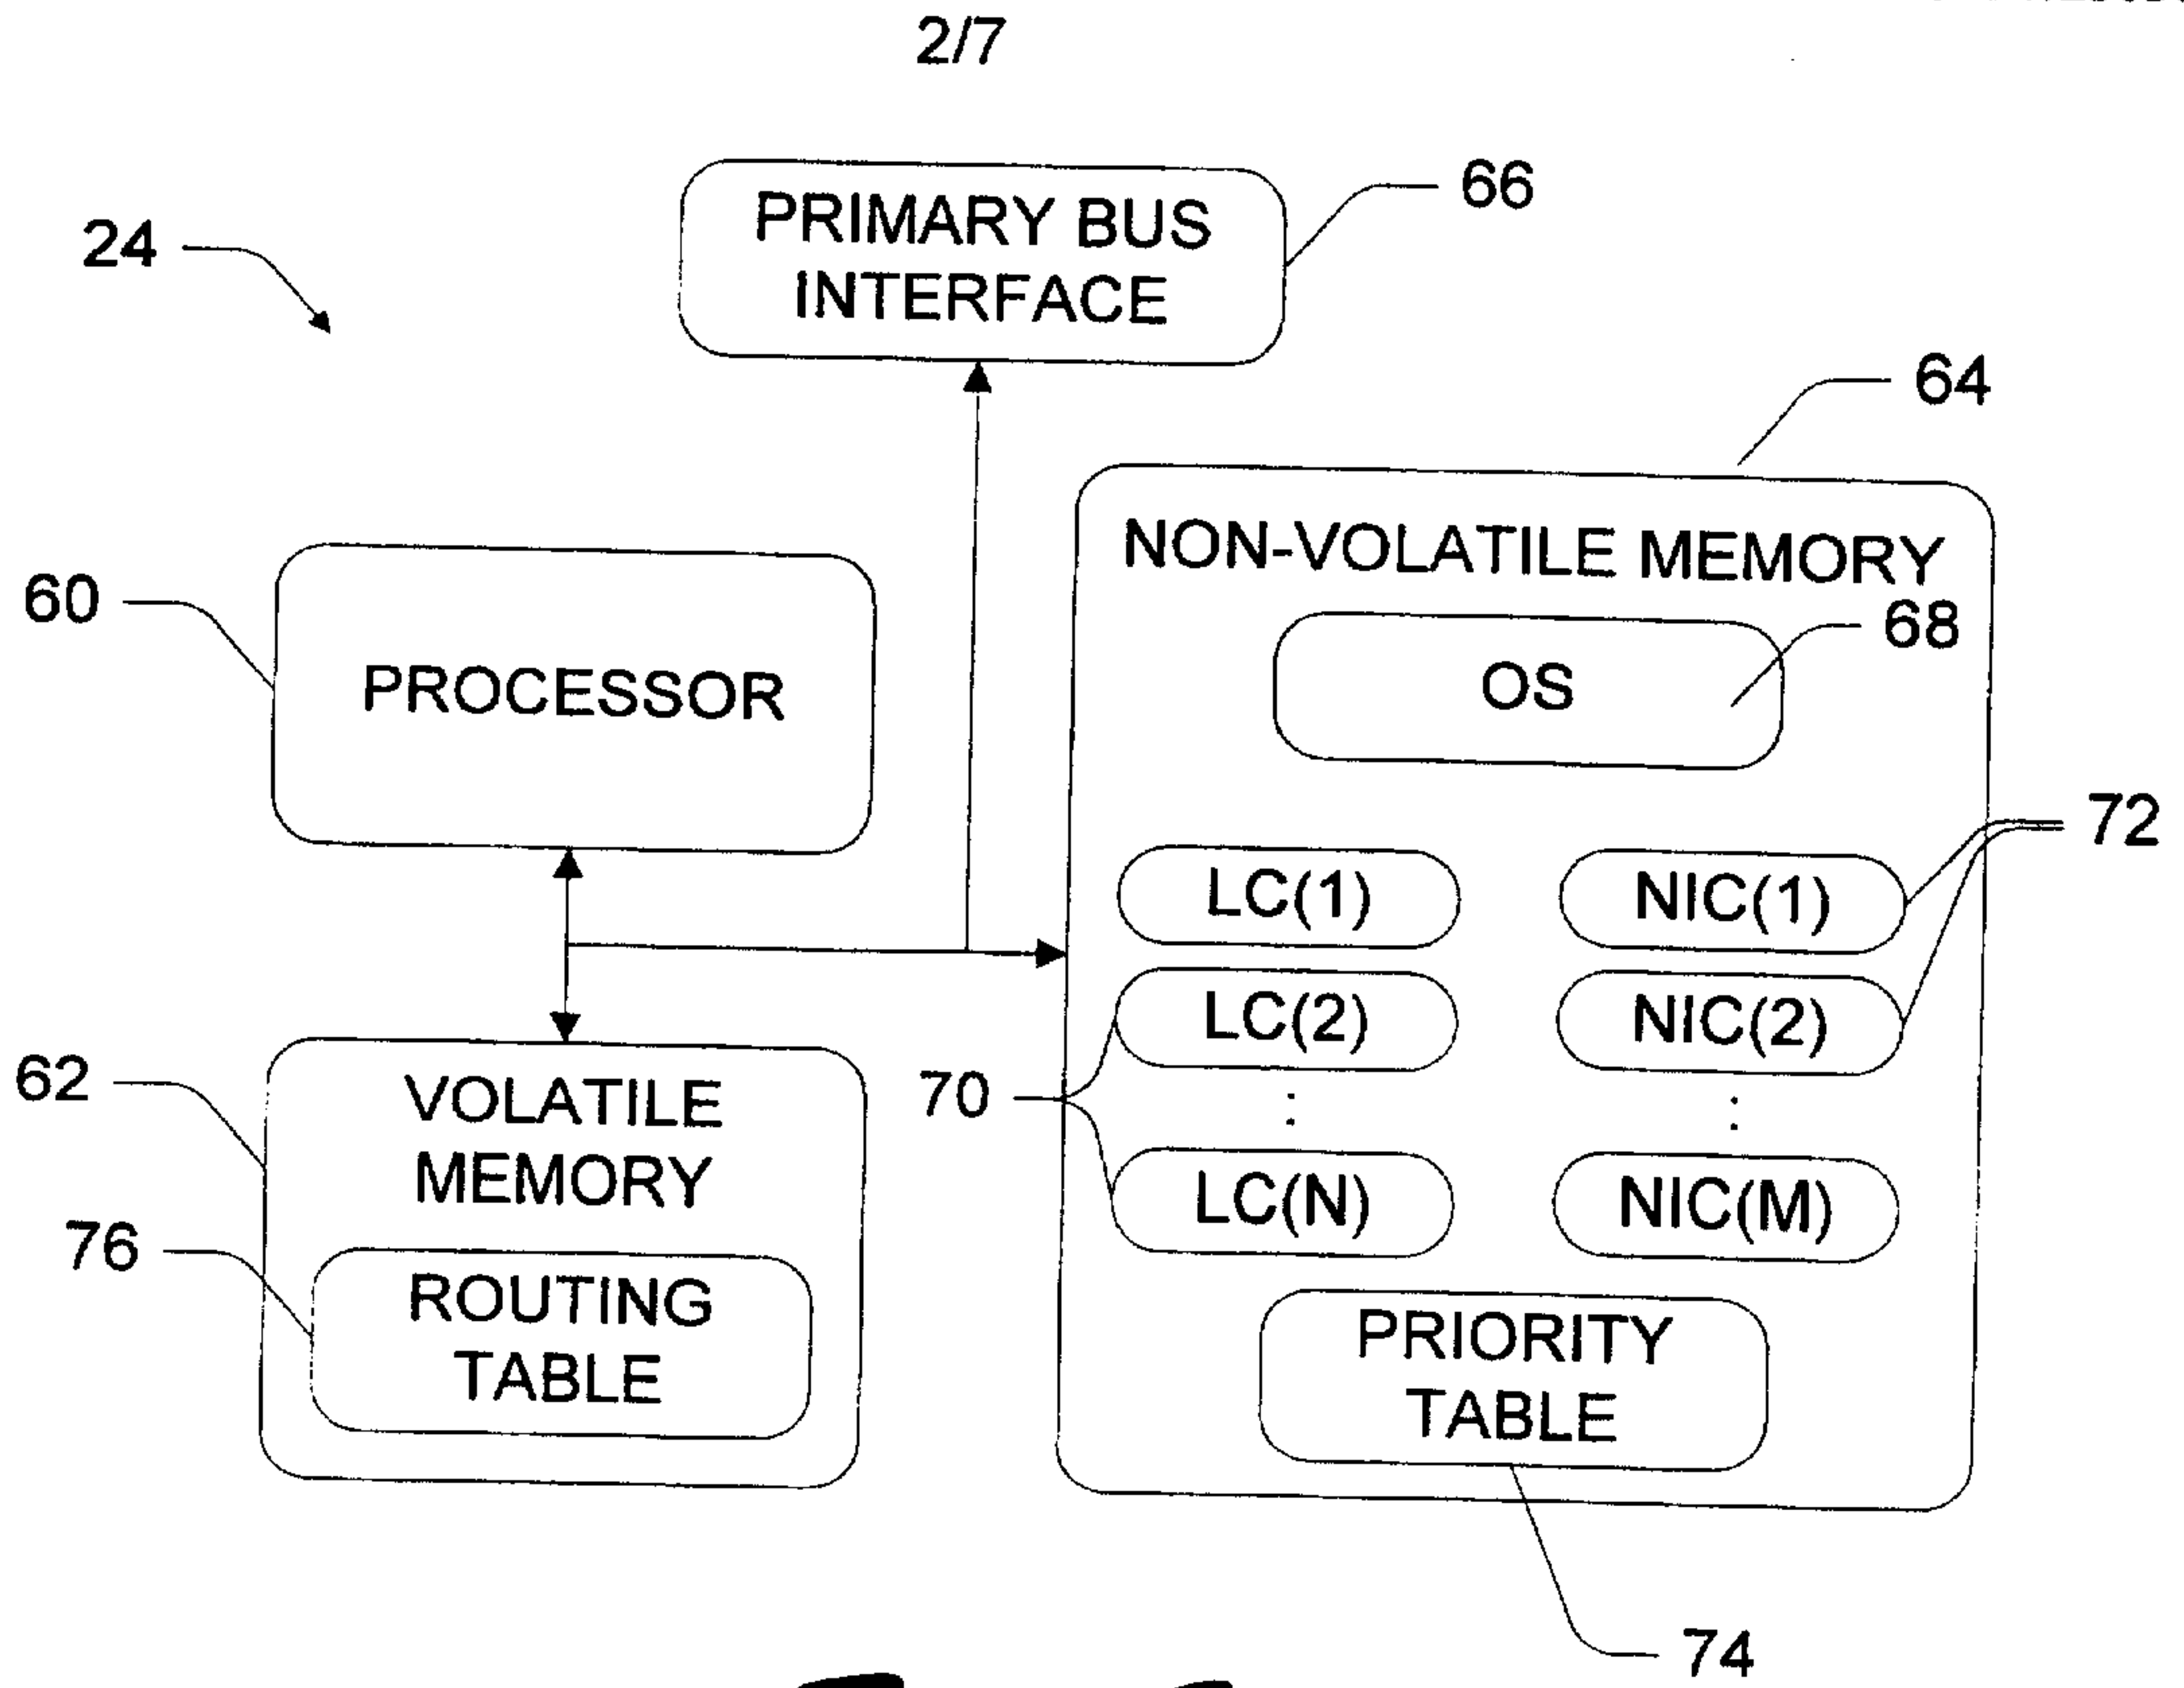 2/7
24
PRIMARY BUS
INTERFACE
66
64
60
PROCESSOR
NON-VOLATILE MEMORY
OS
68
72
LC(1)
NIC(1)
LC(2)
NIC(2)
70
:
:
LC(N)
NIC(M)
62
VOLATILE
MEMORY
76
ROUTING
TABLE
PRIORITY
TABLE
74